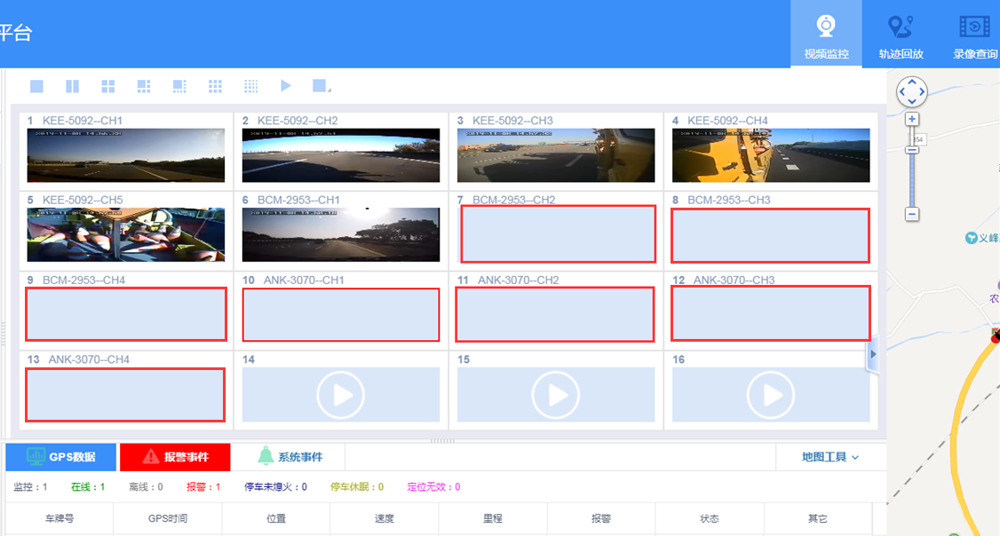 平台
视频监控
轨迹回放
录像查询
1 KEE-5092--CH1
2 KEE-5092--CH2
3 KEE-5092--CH3
4 KEE-5092--CH4
5 KEE-5092--CH5
6 BCM-2953--CH1
7 BCM-2953--CH2
8 BCM-2953--CH3
9 BCM-2953--CH4
10 ANK-3070--CH1
11 ANK-3070--CH2
12 ANK-3070--CH3
13 ANK-3070--CH4
14
15
16
义峰
农
GPS数据
报警事件
系统事件
地图工具
监控：1 在线：1 离线：0 报警：1 停车未熄火：0 停车休眠：0 定位无效：0
车牌号 GPS时间 位置 速度 里程 报警 状态 其它